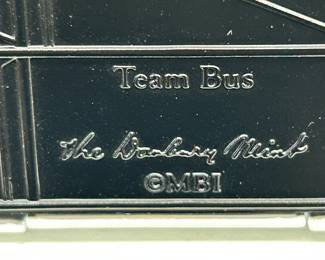 Team Bus
The Danbury Mint
©MBI